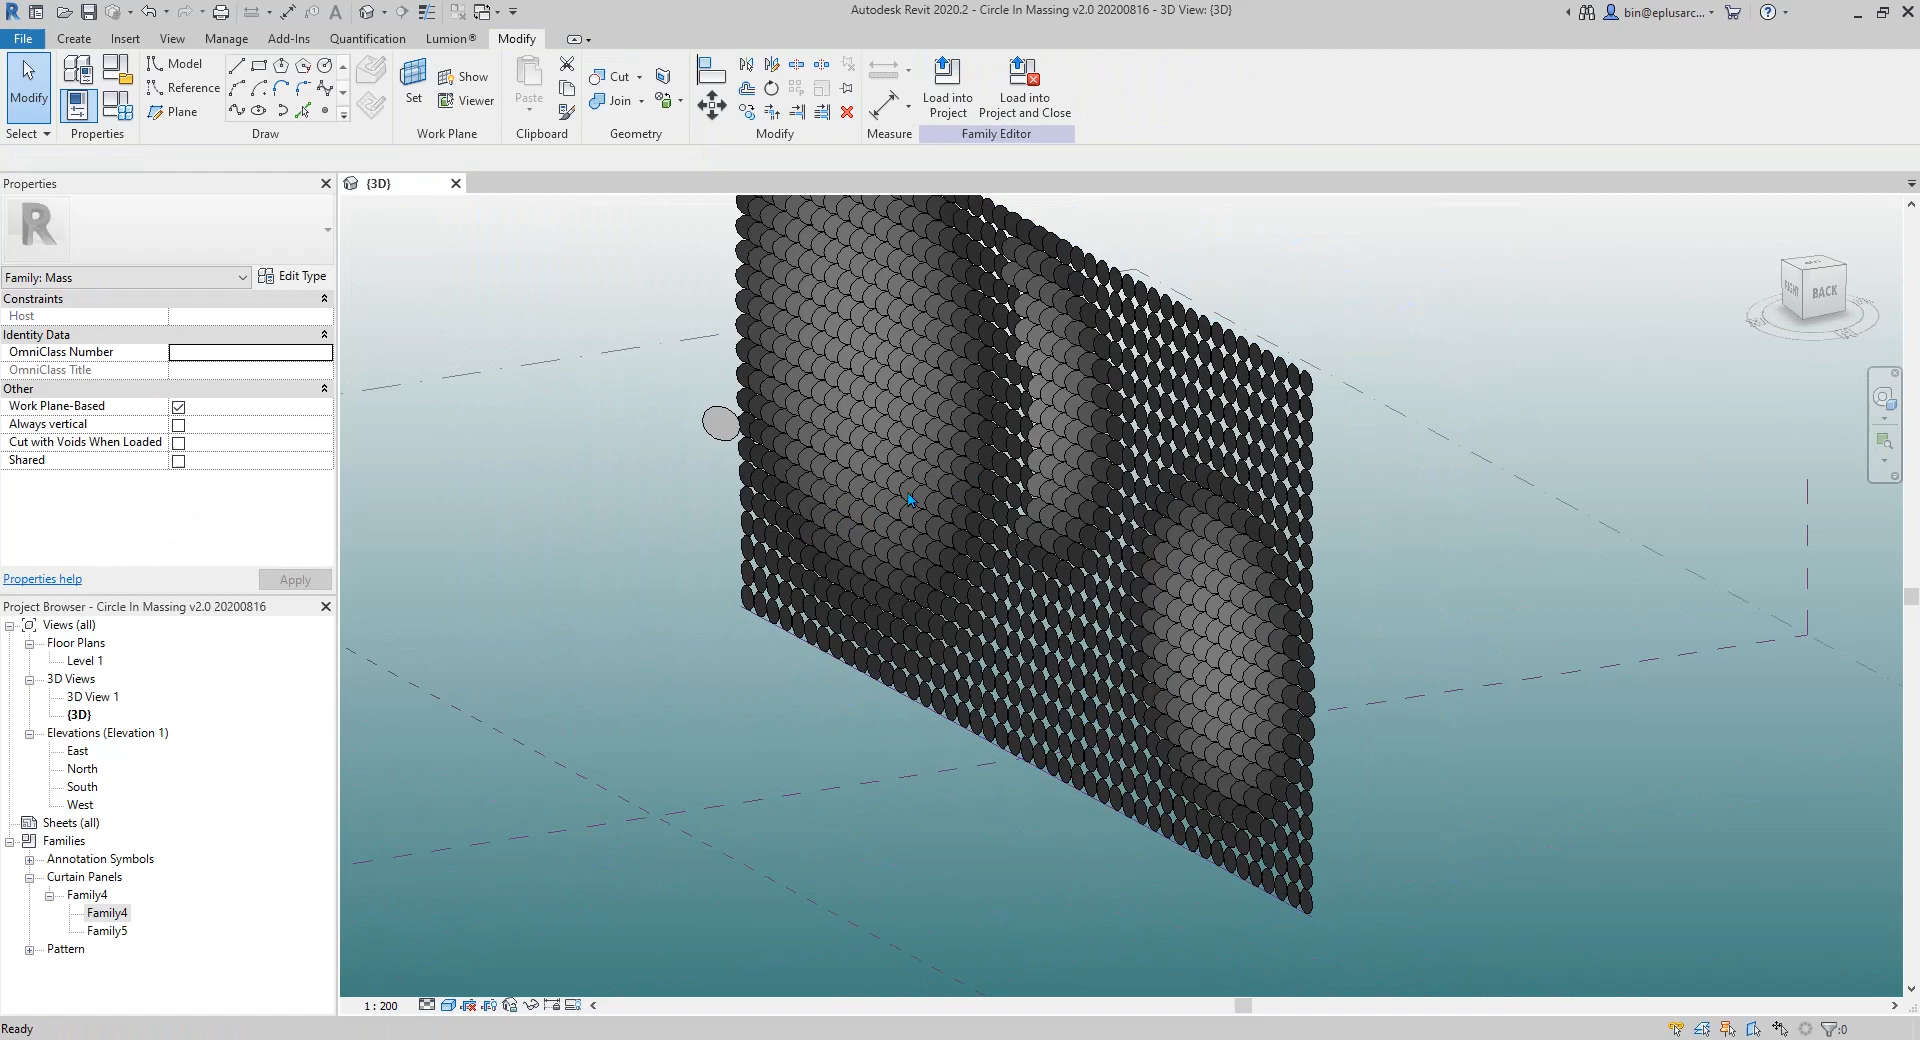 Autodesk Revit 2020.2 - Circle In Massing v2.0 20200816 - 3D View: {3D}
bin@eplusarc...
File
Create
Insert
View
Manage
Add-Ins
Quantification
Lumion®
Modify
Modify
Select
Properties
Model
Reference
Plane
Draw
Set
Show
Viewer
Work Plane
Paste
Clipboard
Cut
Join
Geometry
Modify
Measure
Load into
Project
Load into
Project and Close
Family Editor
Properties
{3D}
R
Family: Mass
Edit Type
Constraints
Host
Identity Data
OmniClass Number
OmniClass Title
Other
Work Plane-Based
Always vertical
Cut with Voids When Loaded
Shared
Properties help
Apply
Project Browser - Circle In Massing v2.0 20200816
Views (all)
Floor Plans
Level 1
3D Views
3D View 1
{3D}
Elevations (Elevation 1)
East
North
South
West
Sheets (all)
Families
Annotation Symbols
Curtain Panels
Family4
Family4
Family5
Pattern
RIGHT
BACK
1 : 200
Ready
:0